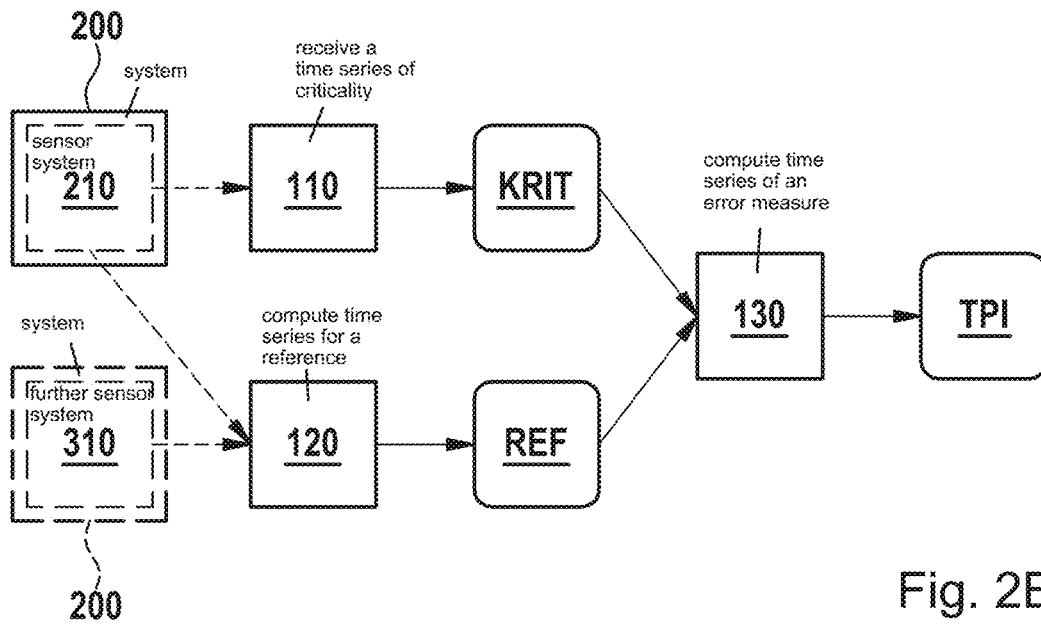 200
system
receive a
time series of
criticality
sensor
system
210
110
KRIT
compute time
series of an
error measure
130
TPI
system
compute time
series for a
reference
further sensor
system
310
120
REF
200
Fig. 2B